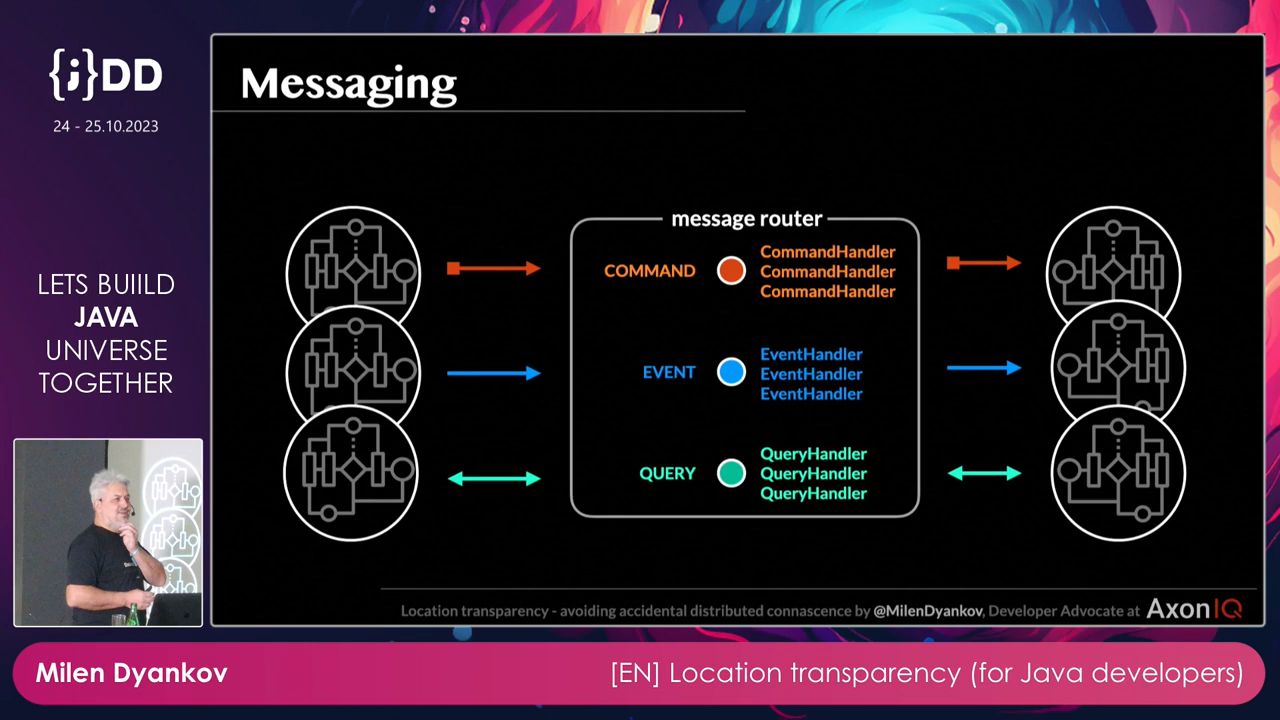 {j}DD
24 - 25.10.2023
LETS BUILD
JAVA
UNIVERSE
TOGETHER
Messaging
message router
COMMAND
CommandHandler
CommandHandler
CommandHandler
EVENT
EventHandler
EventHandler
EventHandler
QUERY
QueryHandler
QueryHandler
QueryHandler
Location transparency - avoiding accidental distributed connascence by @MilenDyankov, Developer Advocate at AxonIQ
Milen Dyankov
[EN] Location transparency (for Java developers)